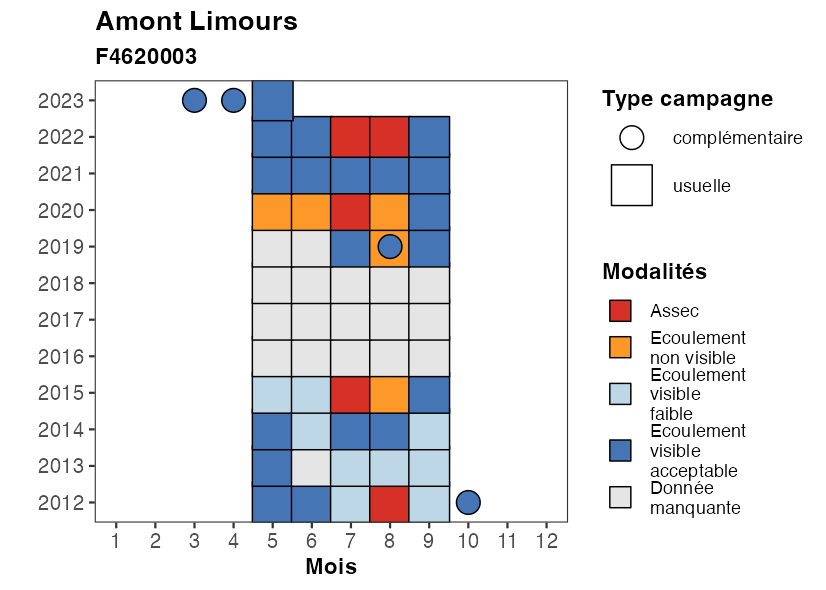 Amont Limours
F4620003
2023
2022
2021
2020
2019
2018
2017
2016
2015
2014
2013
2012
1 2 3 4 5 6 7 8 9 10 11 12
Mois
Type campagne
complémentaire
usuelle
Modalités
Assec
Ecoulement
non visible
Ecoulement
visible
faible
Ecoulement
visible
acceptable
Donnée
manquante